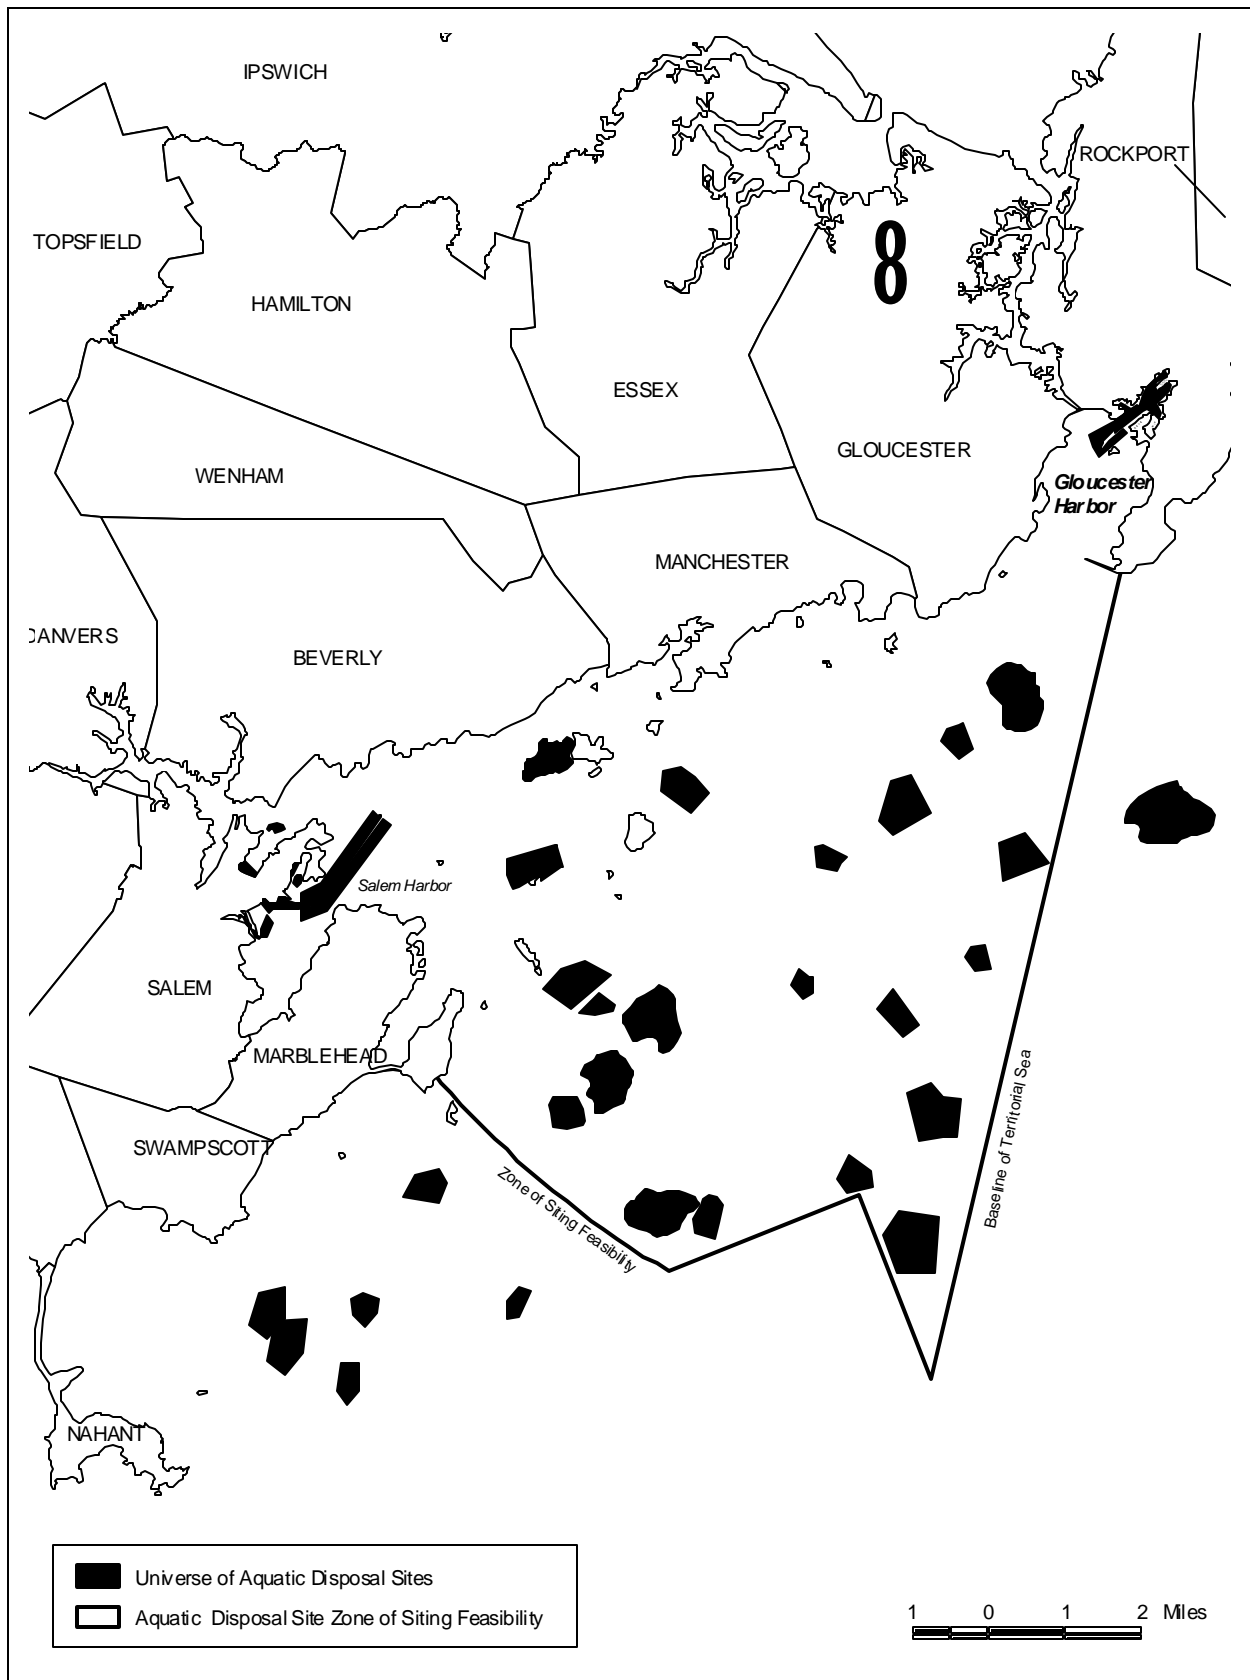 IPSWICH
ROCKPORT
TOPSFIELD
8
HAMILTON
ESSEX
GLOUCESTER
WENHAM
Gloucester
Harbor
MANCHESTER
DANVERS
BEVERLY
Salem Harbor
SALEM
MARBLEHEAD
Baseline of Territorial Sea
SWAMPSCOTT
Zone of Siting Feasibility
NAHANT
Universe of Aquatic Disposal Sites
Aquatic Disposal Site Zone of Siting Feasibility
1 0 1 2 Miles